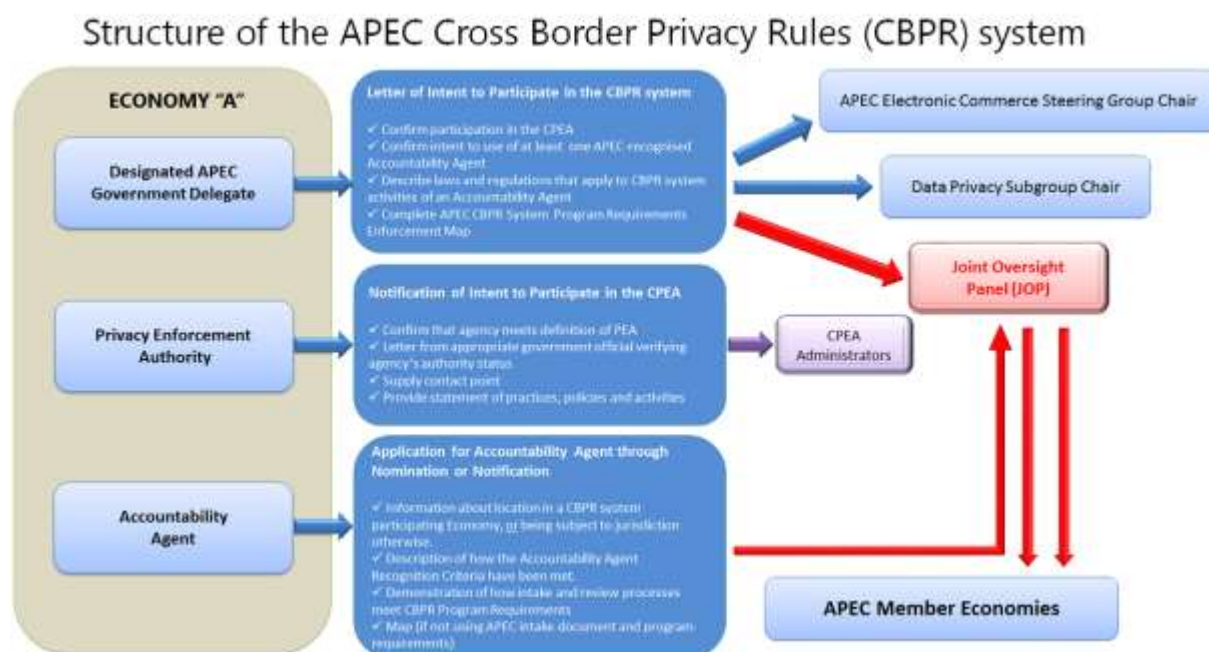 Structure of the APEC Cross Border Privacy Rules (CBPR) system
ECONOMY "A"
Designated APEC
Government Delegate
Privacy Enforcement
Authority
Accountability
Agent
Letter of Intent to Participate in the CBPR system
✓ Confirm participation in the CPEA
✓ Confirm intent to use of at least one APEC-recognised
Accountability Agent
✓ Describe laws and regulations that apply to CBPR system
activities of an Accountability Agent
✓ Complete APEC CBPR System Program Requirements
Enforcement Map
Notification of Intent to Participate in the CPEA
✓ Confirm that agency meets definition of PEA
✓ Letter from appropriate government official verifying
agency's authority status
✓ Supply contact point
✓ Provide statement of practices, policies and activities
Application for Accountability Agent through
Nomination or Notification
✓ Information about location in a CBPR system
participating Economy, or being subject to jurisdiction
otherwise.
✓ Description of how the Accountability Agent
Recognition Criteria have been met.
✓ Demonstration of how intake and review processes
meet CBPR Program Requirements
✓ Map (if not using APEC intake document and program
requirements)
APEC Electronic Commerce Steering Group Chair
Data Privacy Subgroup Chair
Joint Oversight
Panel (JOP)
CPEA
Administrators
APEC Member Economies